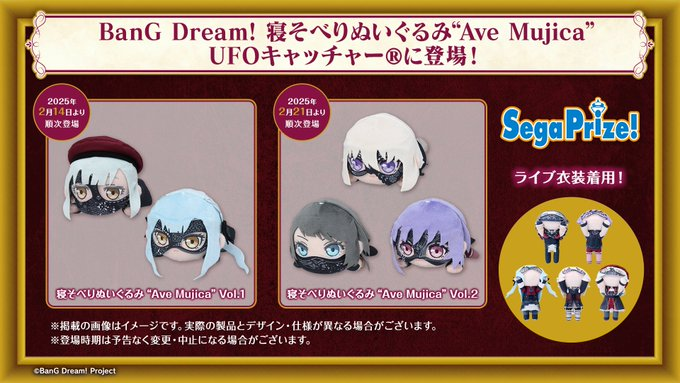 BanG Dream! 寝そべりぬいぐるみ“Ave Mujica”
UFOキャッチャー®に登場！
2025年
2月14日より
順次登場
2025年
2月21日より
順次登場
SegaPrize!
ライブ衣装着用！
寝そべりぬいぐるみ “Ave Mujica” Vol.1
寝そべりぬいぐるみ “Ave Mujica” Vol.2
※掲載の画像はイメージです。実際の製品とデザイン・仕様が異なる場合がございます。
※登場時期は予告なく変更・中止になる場合がございます。
©BanG Dream! Project